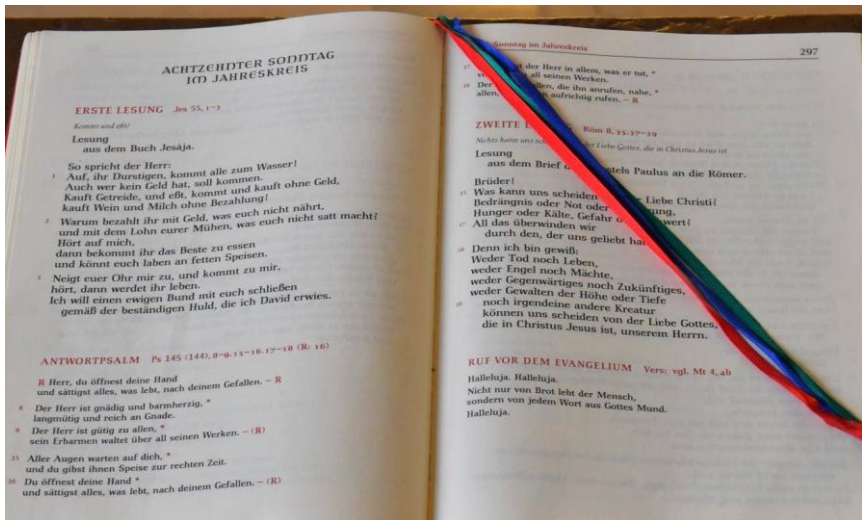 ACHTZEHNTER SONNTAG
IM JAHRESKREIS
ERSTE LESUNG Jes 55, 1–3
Kommt und eßt!
Lesung
aus dem Buch Jesája.
So spricht der Herr:
1 Auf, ihr Durstigen, kommt alle zum Wasser!
Auch wer kein Geld hat, soll kommen.
Kauft Getreide, und eßt, kommt und kauft ohne Geld,
kauft Wein und Milch ohne Bezahlung!
2 Warum bezahlt ihr mit Geld, was euch nicht nährt,
und mit dem Lohn eurer Mühen, was euch nicht satt macht?
Hört auf mich,
dann bekommt ihr das Beste zu essen
und könnt euch laben an fetten Speisen.
3 Neigt euer Ohr mir zu, und kommt zu mir,
hört, dann werdet ihr leben.
Ich will einen ewigen Bund mit euch schließen
gemäß der beständigen Huld, die ich David erwies.
ANTWORTPSALM Ps 145 (144), 8–9.15–16.17–18 (R: 16)
R Herr, du öffnest deine Hand
und sättigst alles, was lebt, nach deinem Gefallen. – R
8 Der Herr ist gnädig und barmherzig, *
langmütig und reich an Gnade.
9 Der Herr ist gütig zu allen, *
sein Erbarmen waltet über all seinen Werken. – (R)
15 Aller Augen warten auf dich, *
und du gibst ihnen Speise zur rechten Zeit.
16 Du öffnest deine Hand *
und sättigst alles, was lebt, nach deinem Gefallen. – (R)
Sonntag im Jahreskreis 297
17 der Herr in allem, was er tut, *
all seinen Werken.
18 Der die ihn anrufen, nahe, *
allen, aufrichtig rufen. – R
ZWEITE Röm 8, 35.37–39
Nichts kann uns der Liebe Gottes, die in Christus Jesus ist
Lesung
aus dem Brief Paulus an die Römer.
Brüder!
35 Was kann uns scheiden Liebe Christi?
Bedrängnis oder Not oder
Hunger oder Kälte, Gefahr
37 All das überwinden wir
durch den, der uns geliebt
38 Denn ich bin gewiß:
Weder Tod noch Leben,
weder Engel noch Mächte,
weder Gegenwärtiges noch Zukünftiges,
weder Gewalten der Höhe oder Tiefe
39 noch irgendeine andere Kreatur
können uns scheiden von der Liebe Gottes,
die in Christus Jesus ist, unserem Herrn.
RUF VOR DEM EVANGELIUM Vers: vgl. Mt 4, 4b
Halleluja. Halleluja.
Nicht nur von Brot lebt der Mensch,
sondern von jedem Wort aus Gottes Mund.
Halleluja.